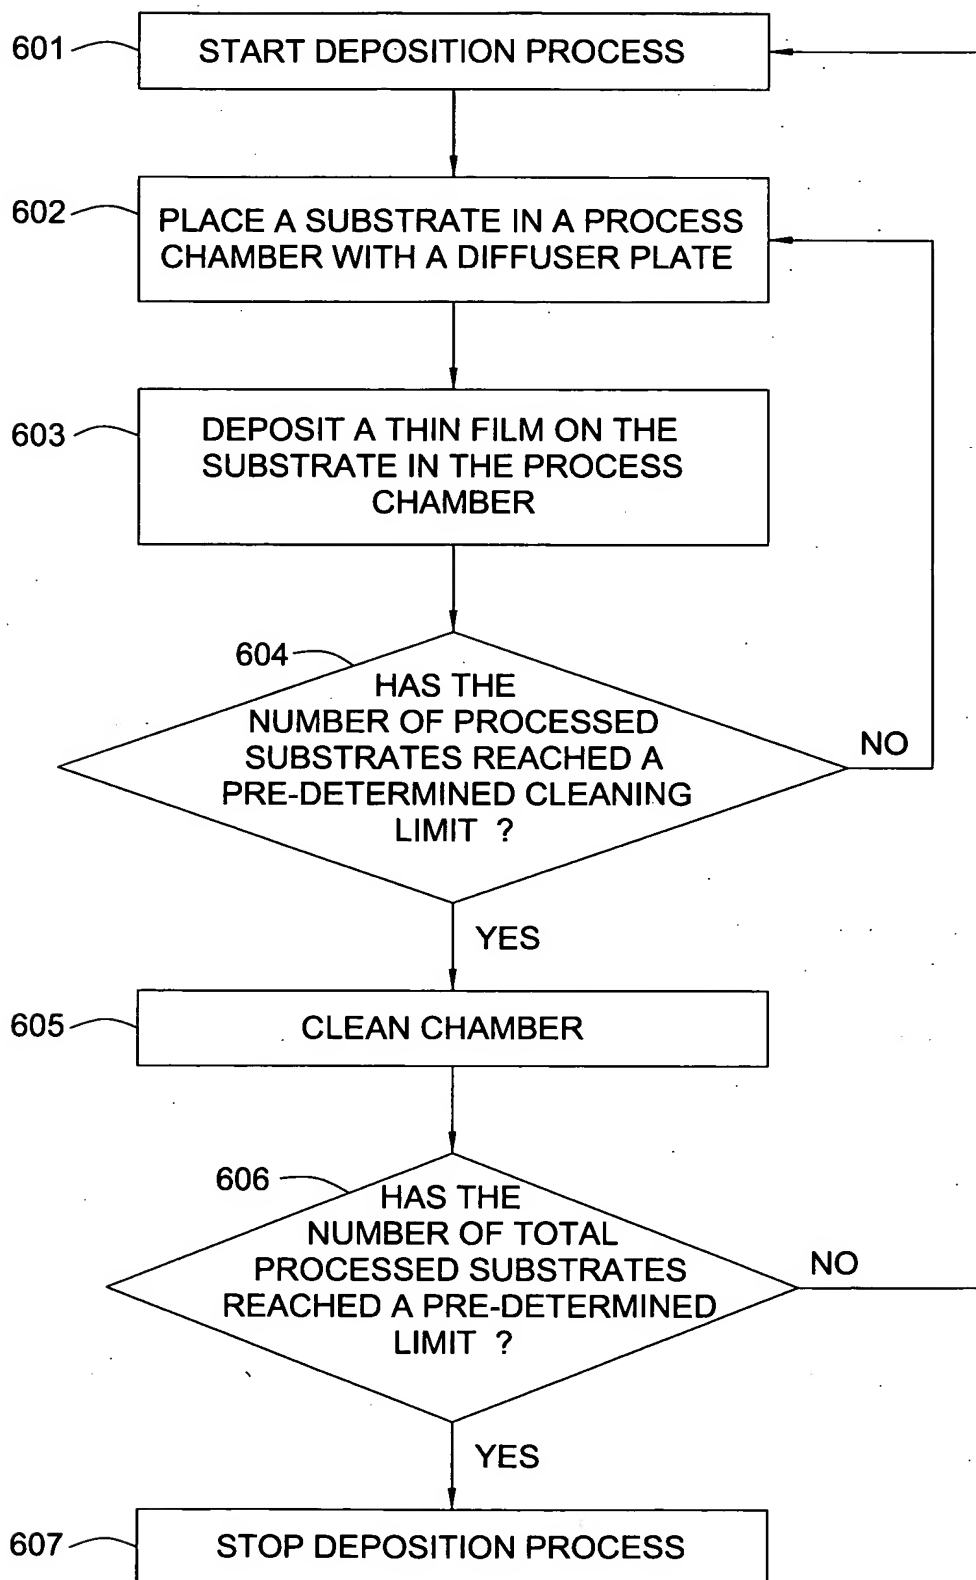 601
START DEPOSITION PROCESS
602
PLACE A SUBSTRATE IN A PROCESS
CHAMBER WITH A DIFFUSER PLATE
603
DEPOSIT A THIN FILM ON THE
SUBSTRATE IN THE PROCESS
CHAMBER
604
HAS THE
NUMBER OF PROCESSED
SUBSTRATES REACHED A
PRE-DETERMINED CLEANING
LIMIT ?
NO
YES
605
CLEAN CHAMBER
606
HAS THE
NUMBER OF TOTAL
PROCESSED SUBSTRATES
REACHED A PRE-DETERMINED
LIMIT ?
NO
YES
607
STOP DEPOSITION PROCESS